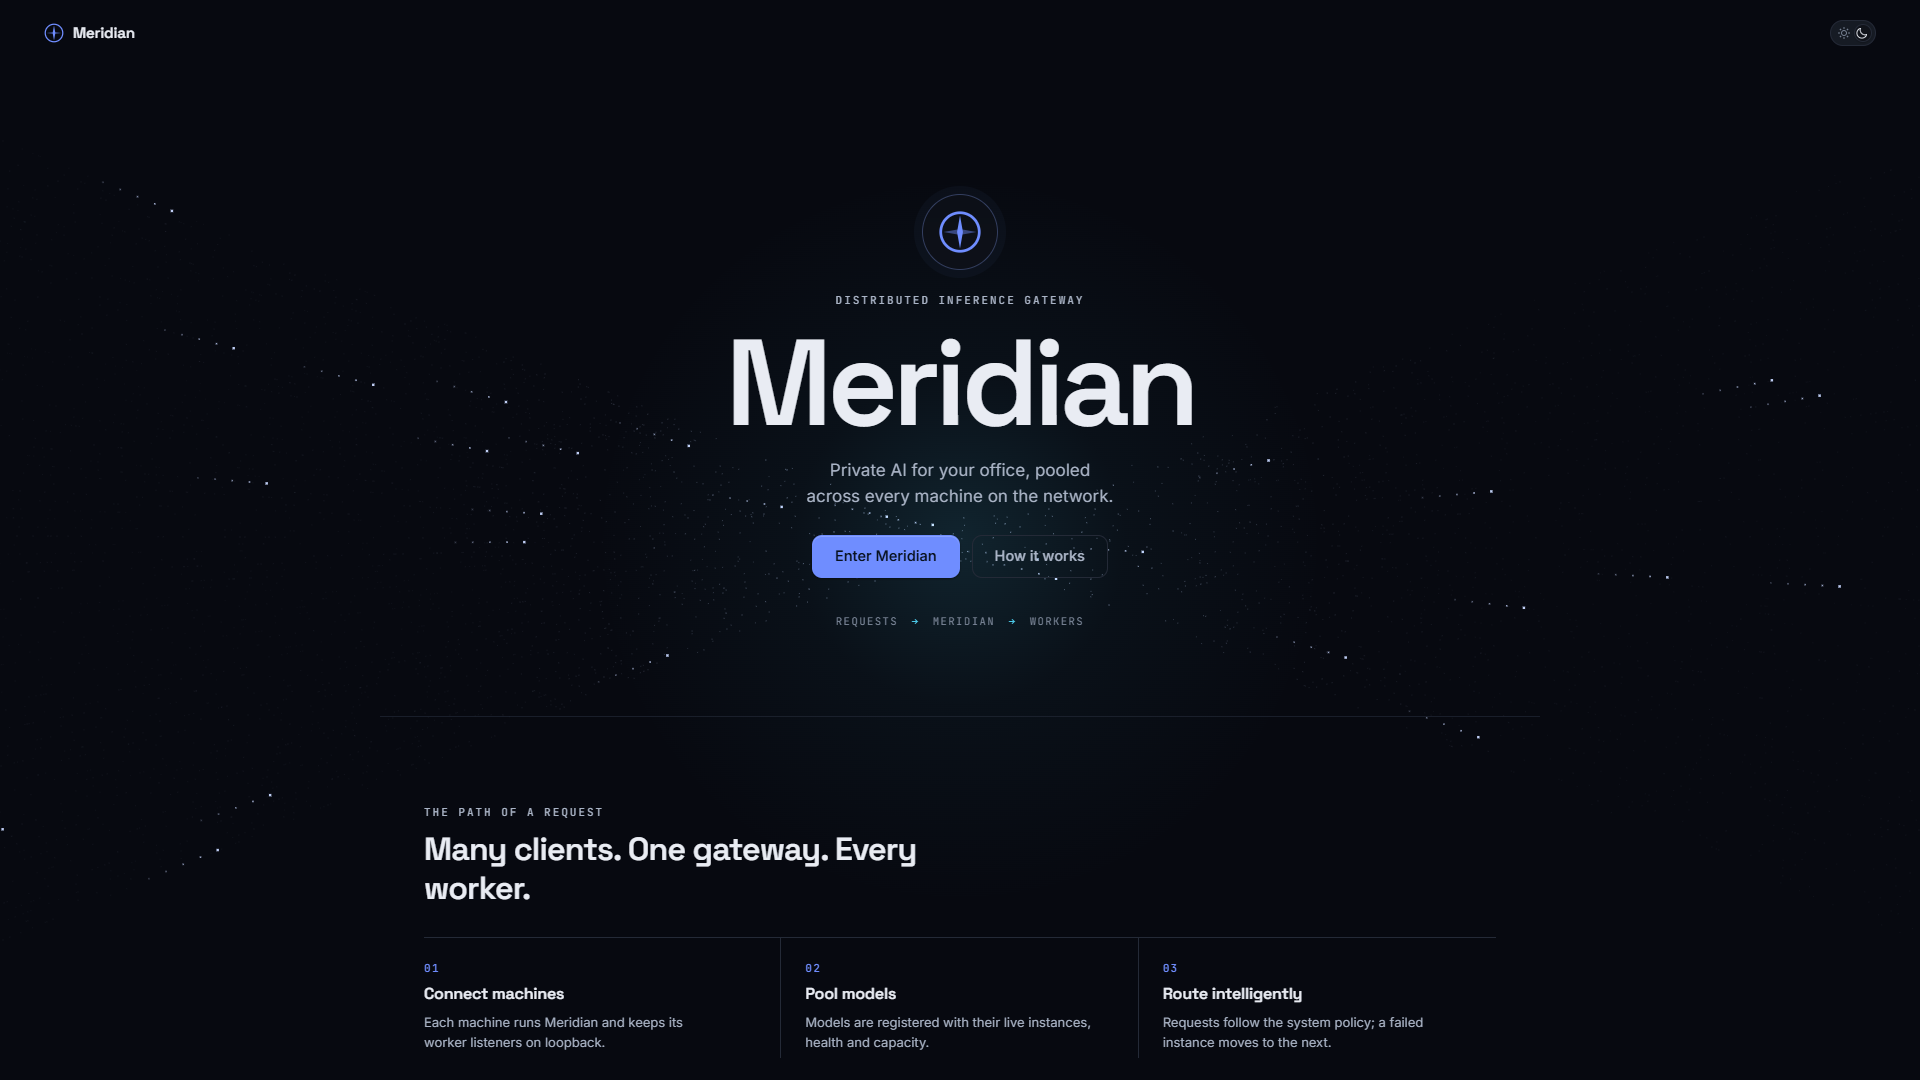 Meridian
DISTRIBUTED INFERENCE GATEWAY
Meridian
Private AI for your office, pooled
across every machine on the network.
Enter Meridian
How it works
REQUESTS → MERIDIAN → WORKERS
THE PATH OF A REQUEST
Many clients. One gateway. Every
worker.
01
Connect machines
Each machine runs Meridian and keeps its
worker listeners on loopback.
02
Pool models
Models are registered with their live instances,
health and capacity.
03
Route intelligently
Requests follow the system policy; a failed
instance moves to the next.